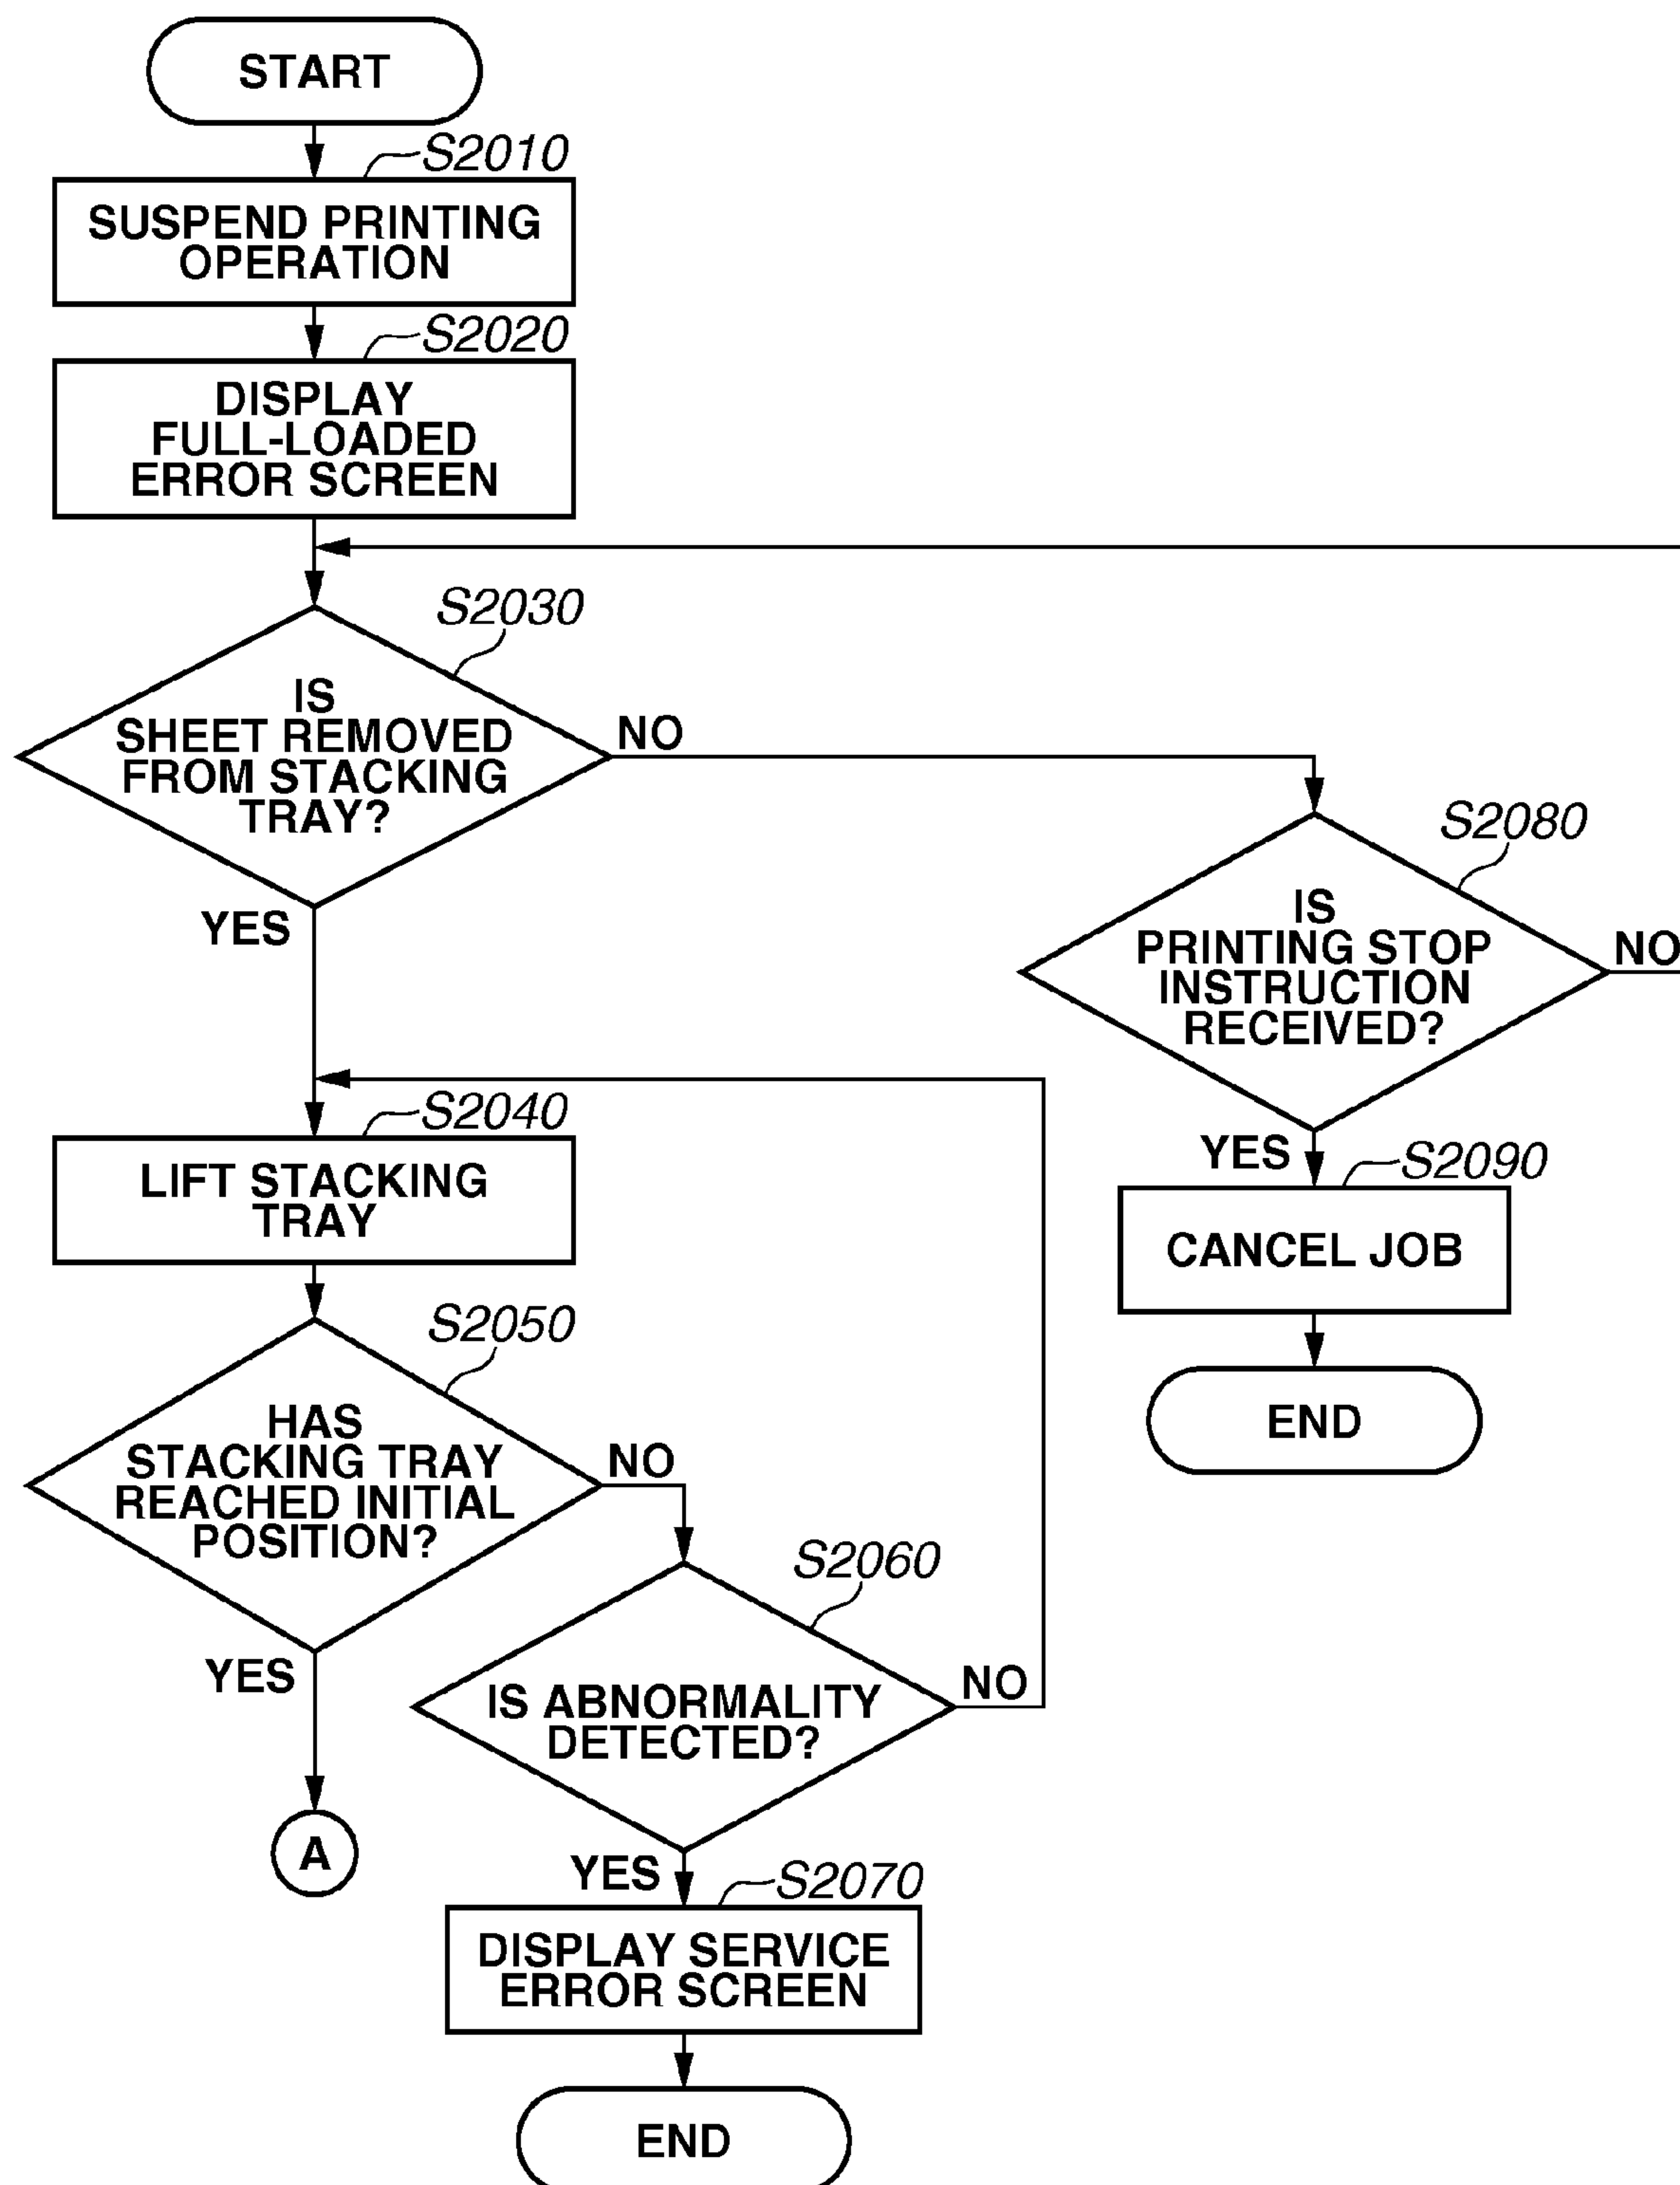 START
S2010
SUSPEND PRINTING
OPERATION
S2020
DISPLAY
FULL-LOADED
ERROR SCREEN
S2030
IS
SHEET REMOVED
FROM STACKING
TRAY?
NO
YES
S2080
IS
PRINTING STOP
INSTRUCTION
RECEIVED?
NO
YES
S2090
CANCEL JOB
END
S2040
LIFT STACKING
TRAY
S2050
HAS
STACKING TRAY
REACHED INITIAL
POSITION?
NO
YES
A
S2060
IS ABNORMALITY
DETECTED?
NO
YES
S2070
DISPLAY SERVICE
ERROR SCREEN
END